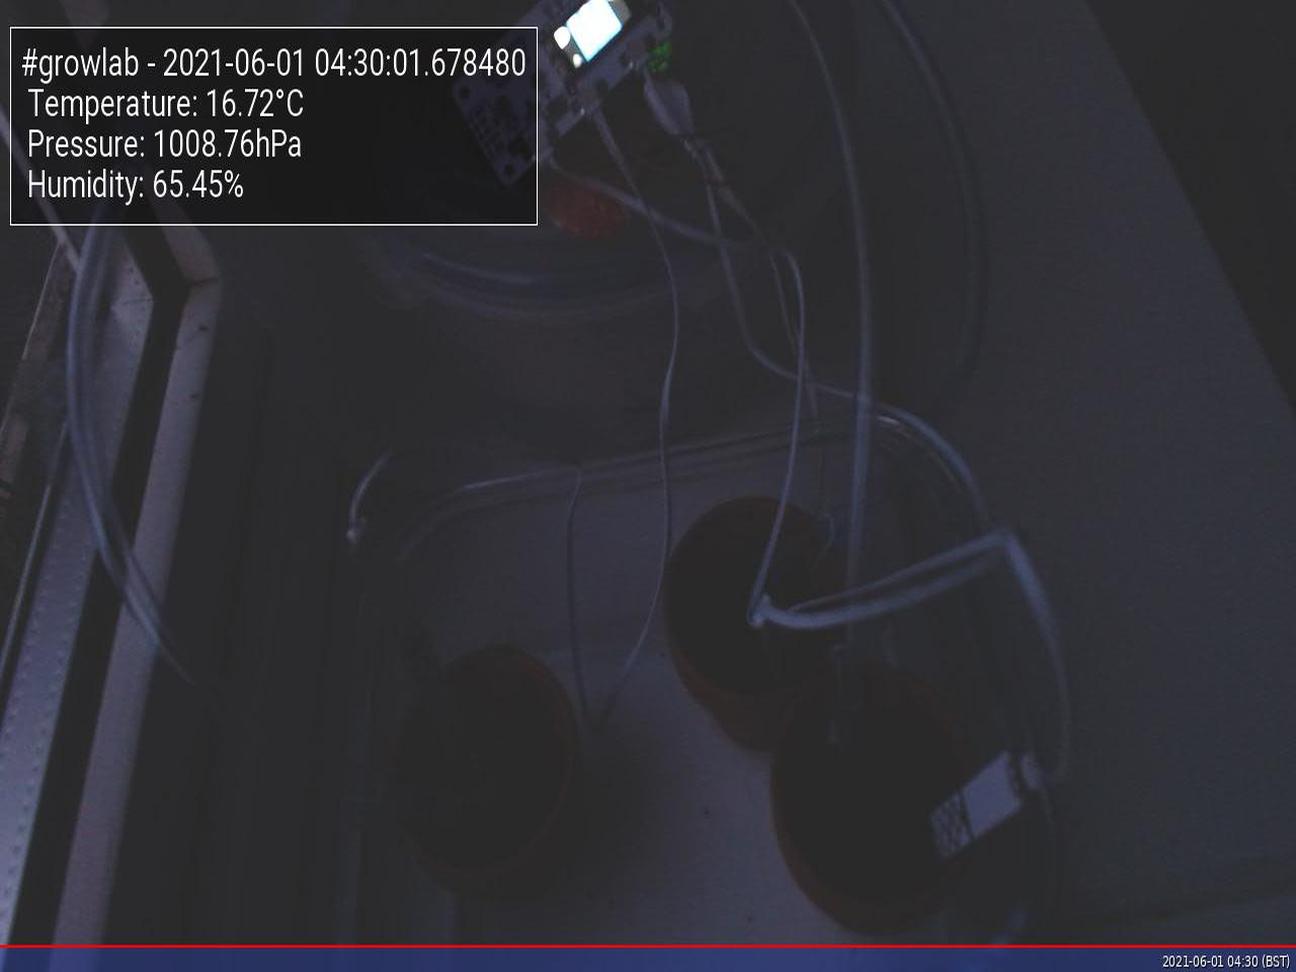 #growlab - 2021-06-01 04:30:01.678480
Temperature: 16.72°C
Pressure: 1008.76hPa
Humidity: 65.45%
2021-06-01 04:30 (BST)